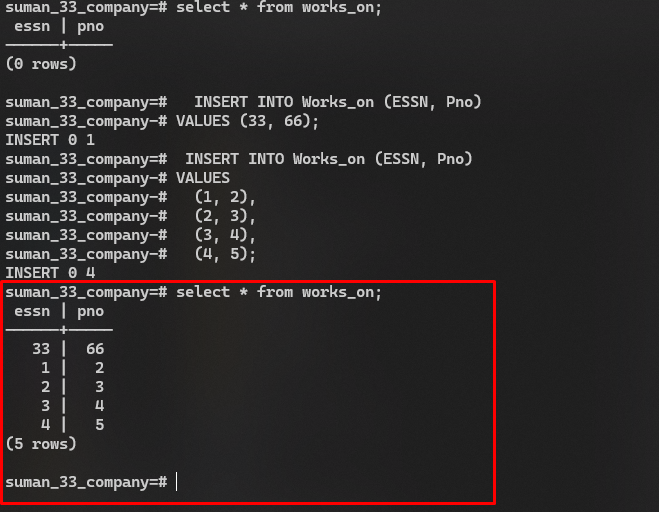 suman_33_company=# select * from works_on;
 essn | pno
------+-----
(0 rows)

suman_33_company=#   INSERT INTO Works_on (ESSN, Pno)
suman_33_company-# VALUES (33, 66);
INSERT 0 1
suman_33_company=#  INSERT INTO Works_on (ESSN, Pno)
suman_33_company-# VALUES
suman_33_company-#   (1, 2),
suman_33_company-#   (2, 3),
suman_33_company-#   (3, 4),
suman_33_company-#   (4, 5);
INSERT 0 4
suman_33_company=# select * from works_on;
 essn | pno
------+-----
   33 |  66
    1 |   2
    2 |   3
    3 |   4
    4 |   5
(5 rows)

suman_33_company=#